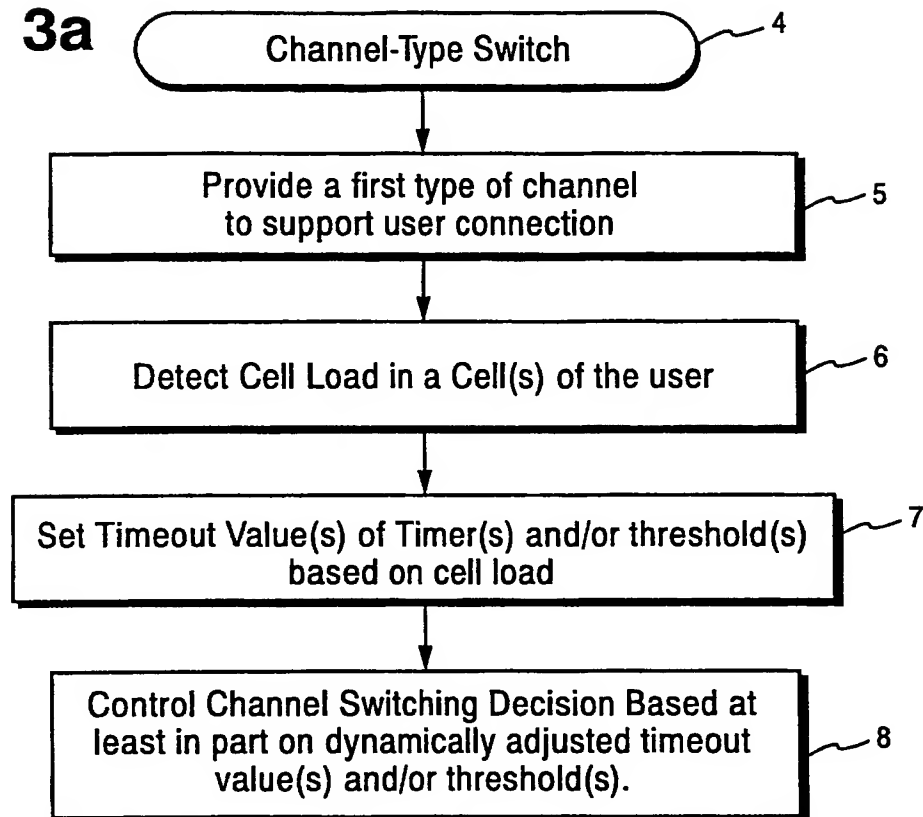 3a
Channel-Type Switch
4
Provide a first type of channel
to support user connection
5
Detect Cell Load in a Cell(s) of the user
6
Set Timeout Value(s) of Timer(s) and/or threshold(s)
based on cell load
7
Control Channel Switching Decision Based at
least in part on dynamically adjusted timeout
value(s) and/or threshold(s).
8